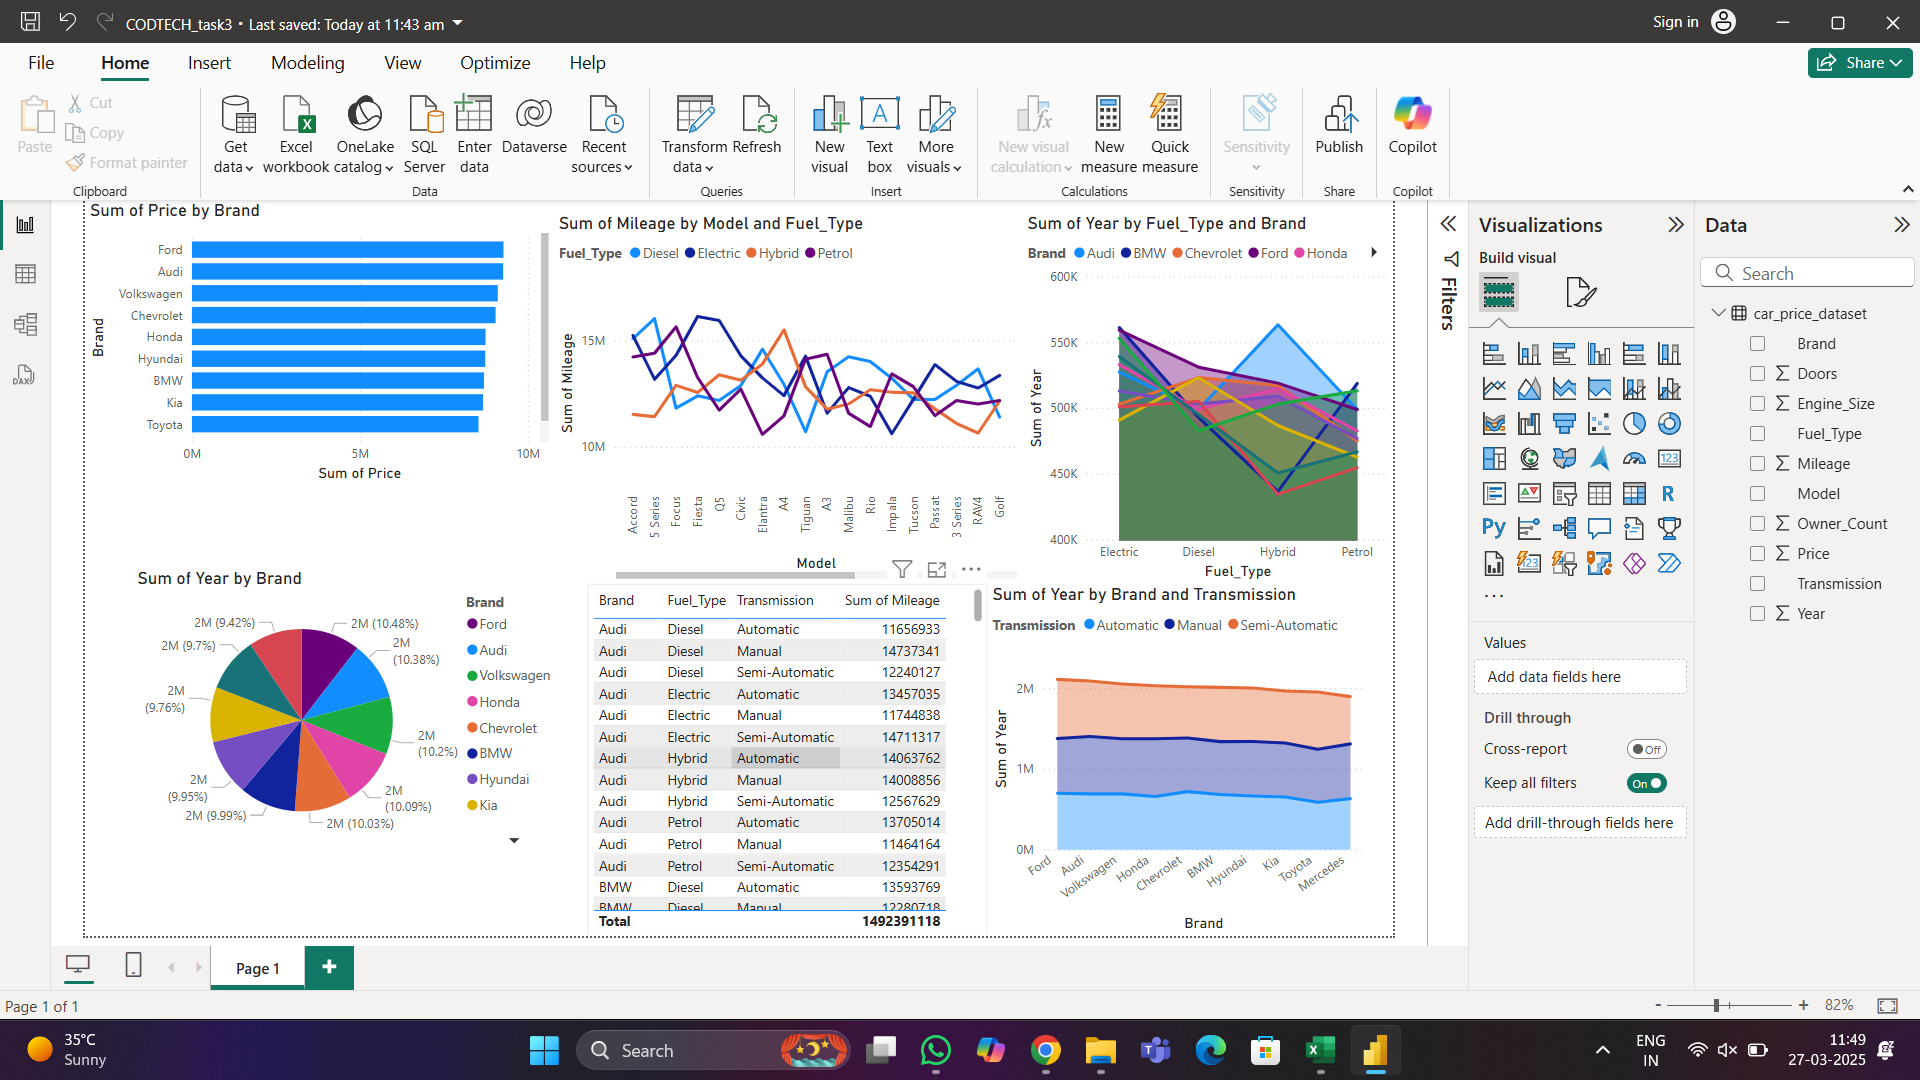 CODTECH_task3 • Last saved: Today at 11:43 am
Sign in
File Home Insert Modeling View Optimize Help
Share
Paste
Cut
Copy
Format painter
Clipboard
Get data
Excel workbook
OneLake catalog
SQL Server
Enter data
Dataverse
Recent sources
Data
Transform data
Refresh
Queries
New visual
Text box
More visuals
Insert
New visual calculation
New measure
Quick measure
Calculations
Sensitivity
Sensitivity
Publish
Share
Copilot
Copilot
Sum of Price by Brand
Brand
Ford
Audi
Volkswagen
Chevrolet
Honda
Hyundai
BMW
Kia
Toyota
0M 5M 10M
Sum of Price
Sum of Mileage by Model and Fuel_Type
Fuel_Type Diesel Electric Hybrid Petrol
Sum of Mileage
15M
10M
Accord 5 Series Focus Fiesta Q5 Civic Elantra A4 Tiguan A3 Malibu Rio Impala Tucson Passat 3 Series RAV4 Golf
Model
Sum of Year by Fuel_Type and Brand
Brand Audi BMW Chevrolet Ford Honda
Sum of Year
600K
550K
500K
450K
400K
Electric Diesel Hybrid Petrol
Fuel_Type
Sum of Year by Brand
2M (10.48%)
2M (10.38%)
2M (10.2%)
2M (10.09%)
2M (10.03%)
2M (9.99%)
2M (9.95%)
2M (9.76%)
2M (9.7%)
2M (9.42%)
Brand
Ford
Audi
Volkswagen
Honda
Chevrolet
BMW
Hyundai
Kia
Brand Fuel_Type Transmission Sum of Mileage
Audi Diesel Automatic 11656933
Audi Diesel Manual 14737341
Audi Diesel Semi-Automatic 12240127
Audi Electric Automatic 13457035
Audi Electric Manual 11744838
Audi Electric Semi-Automatic 14711317
Audi Hybrid Automatic 14063762
Audi Hybrid Manual 14008856
Audi Hybrid Semi-Automatic 12567629
Audi Petrol Automatic 13705014
Audi Petrol Manual 11464164
Audi Petrol Semi-Automatic 12354291
BMW Diesel Automatic 13593769
BMW Diesel Manual 12280718
Total 1492391118
Sum of Year by Brand and Transmission
Transmission Automatic Manual Semi-Automatic
Sum of Year
2M
1M
0M
Ford Audi Volkswagen Honda Chevrolet BMW Hyundai Kia Toyota Mercedes
Brand
Filters
Visualizations
Build visual
123
R
Py
123
...
Values
Add data fields here
Drill through
Cross-report Off
Keep all filters On
Add drill-through fields here
Data
Search
car_price_dataset
Brand
Doors
Engine_Size
Fuel_Type
Mileage
Model
Owner_Count
Price
Transmission
Year
DAX
Page 1
Page 1 of 1
- + 82%
35°C
Sunny
Search
ENG
IN
11:49
27-03-2025